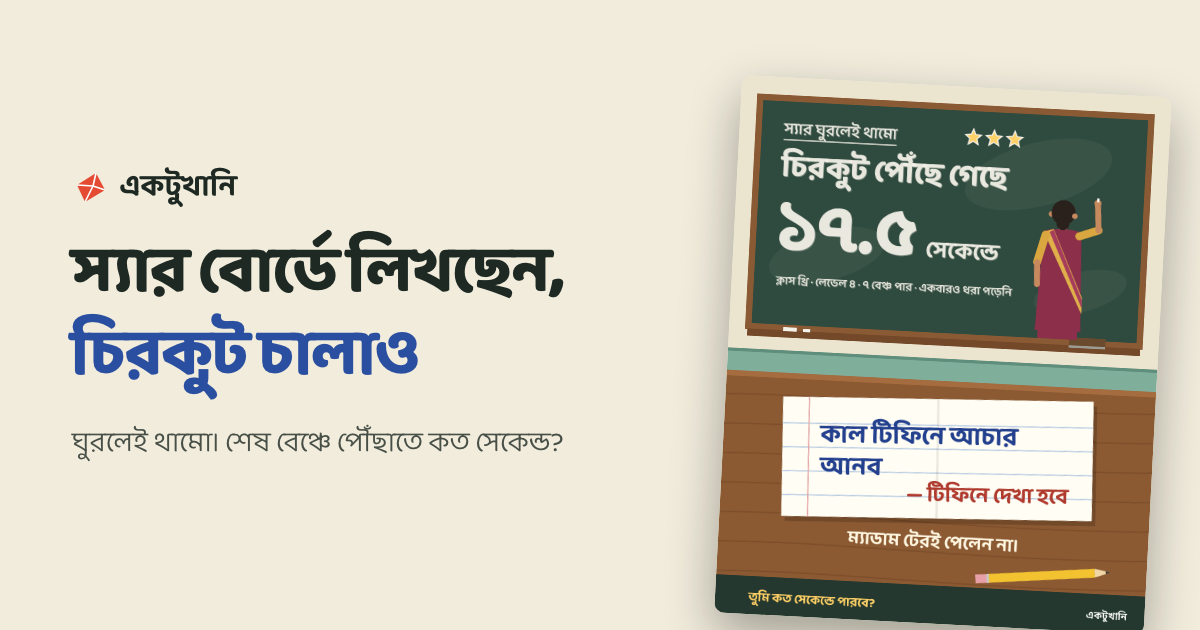 একটুখানি
স্যার বোর্ডে লিখছেন,
চিরকুট চালাও
ঘুরলেই থামো। শেষ বেঞ্চে পৌঁছাতে কত সেকেন্ড?
স্যার ঘুরলেই থামো
চিরকুট পৌঁছে গেছে
১৭.৫ সেকেন্ডে
ক্লাস থ্রি · লেভেল ৪ · ৭ বেঞ্চ পার · একবারও ধরা পড়েনি
কাল টিফিনে আচার
আনব
– টিফিনে দেখা হবে
ম্যাডাম টেরই পেলেন না।
তুমি কত সেকেন্ডে পারবে?
একটুখানি